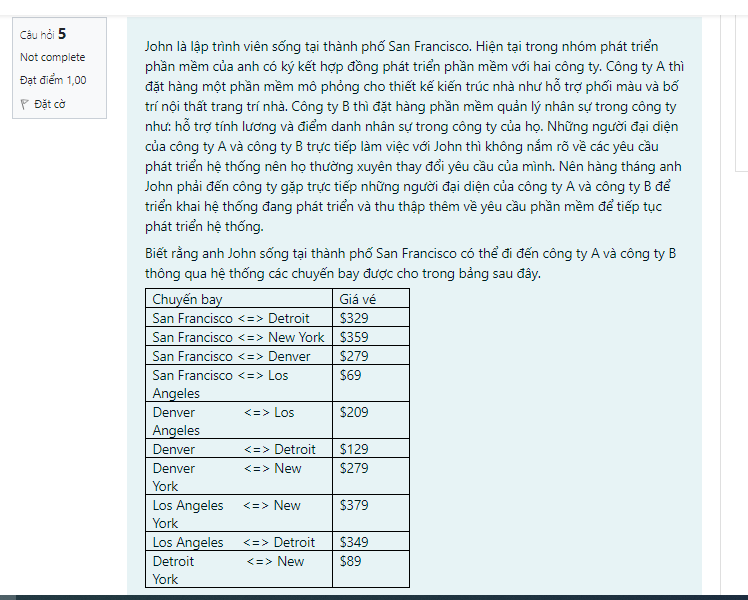 Câu hỏi 5
Not complete
Đạt điểm 1,00
Đặt cờ
John là lập trình viên sống tại thành phố San Francisco. Hiện tại trong nhóm phát triển
phần mềm của anh có ký kết hợp đồng phát triển phần mềm với hai công ty. Công ty A thì
đặt hàng một phần mềm mô phỏng cho thiết kế kiến trúc nhà như hỗ trợ phối màu và bố
trí nội thất trang trí nhà. Công ty B thì đặt hàng phần mềm quản lý nhân sự trong công ty
như: hỗ trợ tính lương và điểm danh nhân sự trong công ty của họ. Những người đại diện
của công ty A và công ty B trực tiếp làm việc với John thì không nắm rõ về các yêu cầu
phát triển hệ thống nên họ thường xuyên thay đổi yêu cầu của mình. Nên hàng tháng anh
John phải đến công ty gặp trực tiếp những người đại diện của công ty A và công ty B để
triển khai hệ thống đang phát triển và thu thập thêm về yêu cầu phần mềm để tiếp tục
phát triển hệ thống.
Biết rằng anh John sống tại thành phố San Francisco có thể đi đến công ty A và công ty B
thông qua hệ thống các chuyến bay được cho trong bảng sau đây.
Chuyến bay Giá vé
San Francisco <=> Detroit $329
San Francisco <=> New York $359
San Francisco <=> Denver $279
San Francisco <=> Los $69
Angeles
Denver <=> Los $209
Angeles
Denver <=> Detroit $129
Denver <=> New $279
York
Los Angeles <=> New $379
York
Los Angeles <=> Detroit $349
Detroit <=> New $89
York